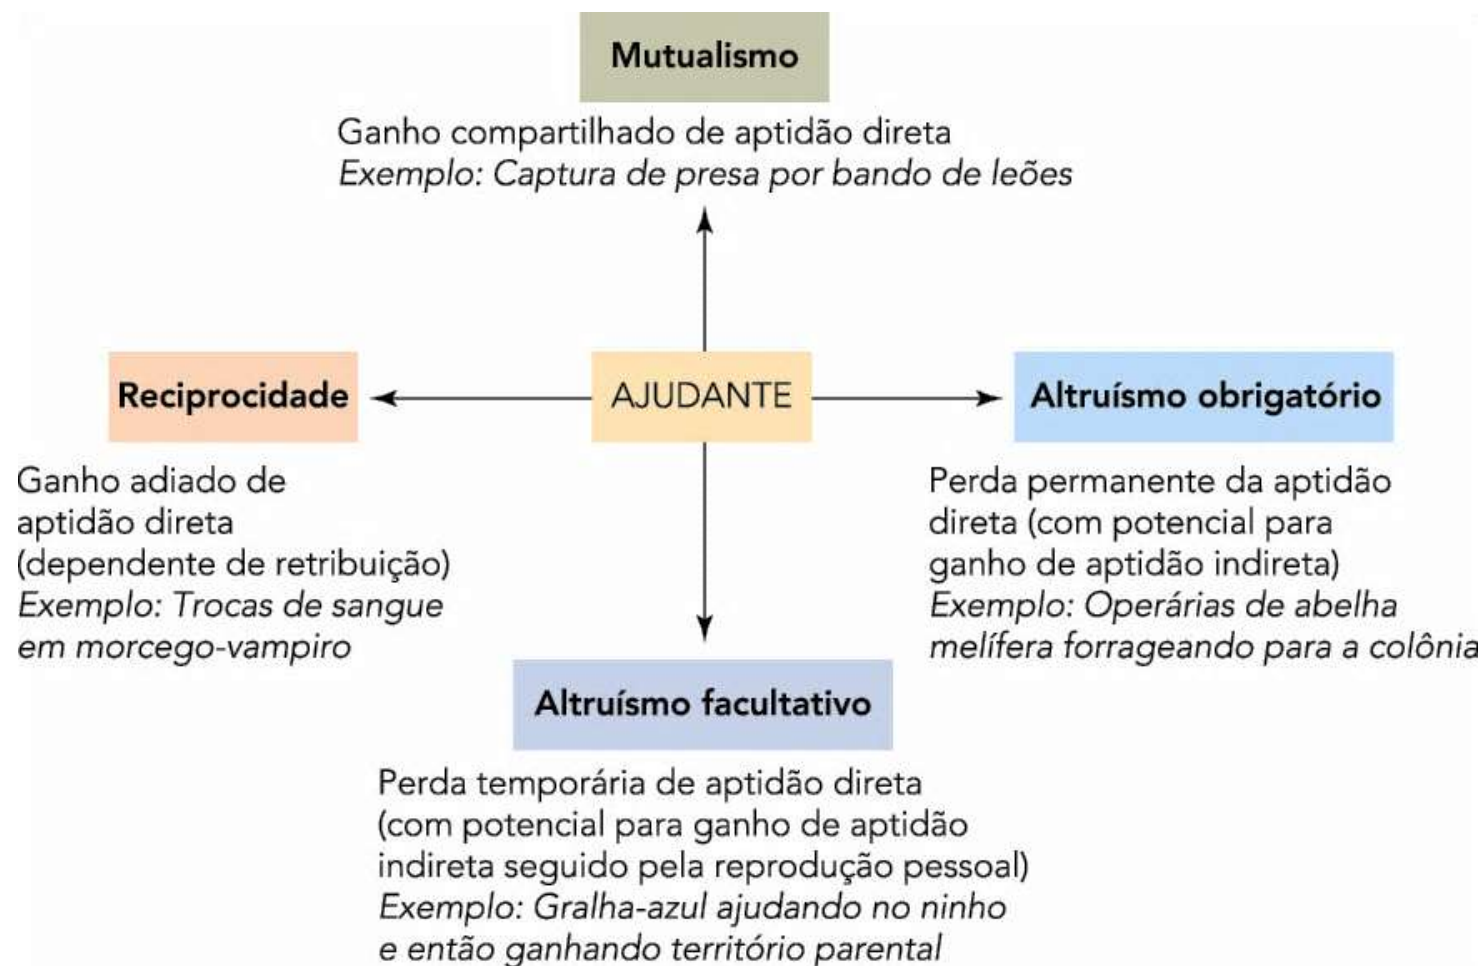 Mutualismo
Ganho compartilhado de aptidão direta
Exemplo: Captura de presa por bando de leões
Reciprocidade
AJUDANTE
Altruísmo obrigatório
Ganho adiado de
aptidão direta
(dependente de retribuição)
Exemplo: Trocas de sangue
em morcego-vampiro
Perda permanente da aptidão
direta (com potencial para
ganho de aptidão indireta)
Exemplo: Operárias de abelha
melífera forrageando para a colônia
Altruísmo facultativo
Perda temporária de aptidão direta
(com potencial para ganho de aptidão
indireta seguido pela reprodução pessoal)
Exemplo: Gralha-azul ajudando no ninho
e então ganhando território parental